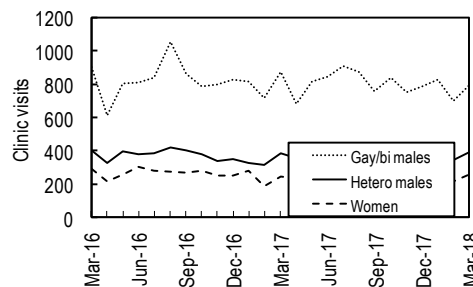 1200
1000
800
600
400
200
0
Clinic visits
Gay/bi males
Hetero males
Women
Mar-16
Jun-16
Sep-16
Dec-16
Mar-17
Jun-17
Sep-17
Dec-17
Mar-18